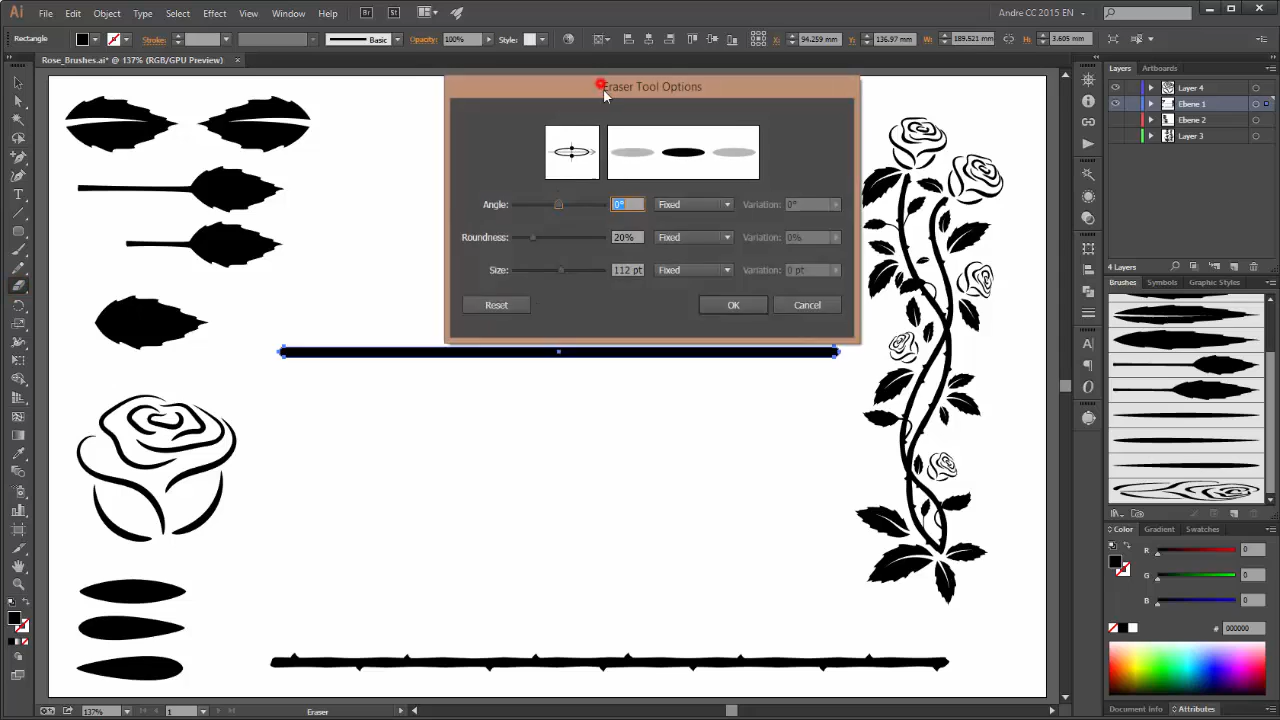 Ai File Edit Object Type Select Effect View Window Help Br St Andre CC 2015 EN
Rectangle Stroke: Basic Opacity: 100% Style: X: 94.259 mm Y: 136.97 mm W: 189.521 mm H: 3.605 mm
Rose_Brushes.ai* @ 137% (RGB/GPU Preview) ×
Eraser Tool Options
Angle: 0° Fixed Variation: 0°
Roundness: 20% Fixed Variation: 0%
Size: 112 pt Fixed Variation: 0 pt
Reset OK Cancel
Layers Artboards
Layer 4
Ebene 1
Ebene 2
Layer 3
4 Layers
Brushes Symbols Graphic Styles
Color Gradient Swatches
R 0
G 0
B 0
# 000000
Document Info Attributes
137% 1 Eraser